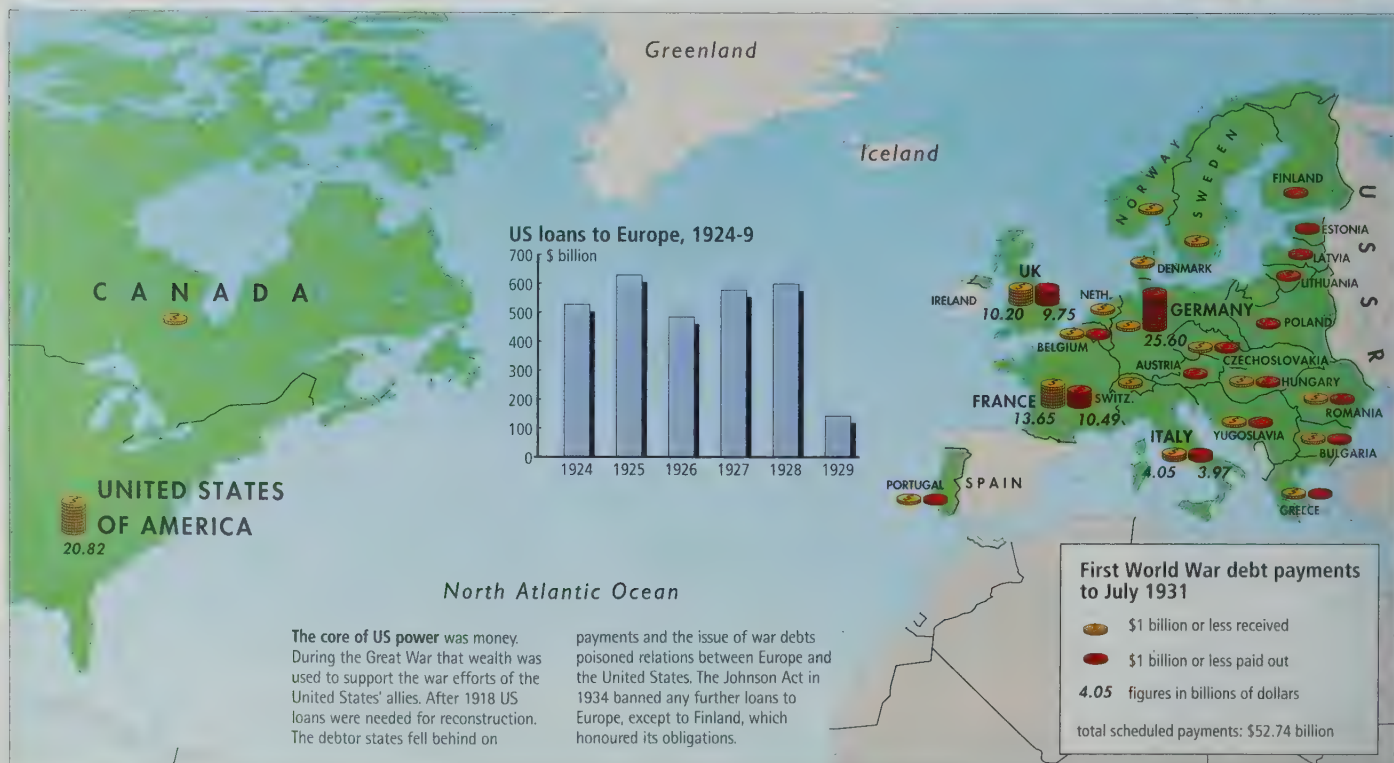 Greenland
Iceland
NORWAY
SWEDEN
FINLAND
USSR
ESTONIA
LATVIA
LITHUANIA
DENMARK
UK
IRELAND
10.20 9.75
NETH.
GERMANY
25.60
POLAND
BELGIUM
CZECHOSLOVAKIA
AUSTRIA
HUNGARY
FRANCE
13.65 10.49
SWITZ.
ROMANIA
ITALY
4.05 3.97
YUGOSLAVIA
BULGARIA
PORTUGAL
SPAIN
GREECE
CANADA
UNITED STATES
OF AMERICA
20.82
US loans to Europe, 1924-9
$ billion
700
600
500
400
300
200
100
0
1924 1925 1926 1927 1928 1929
North Atlantic Ocean
The core of US power was money.
During the Great War that wealth was
used to support the war efforts of the
United States' allies. After 1918 US
loans were needed for reconstruction.
The debtor states fell behind on
payments and the issue of war debts
poisoned relations between Europe and
the United States. The Johnson Act in
1934 banned any further loans to
Europe, except to Finland, which
honoured its obligations.
First World War debt payments
to July 1931
$1 billion or less received
$1 billion or less paid out
4.05 figures in billions of dollars
total scheduled payments: $52.74 billion